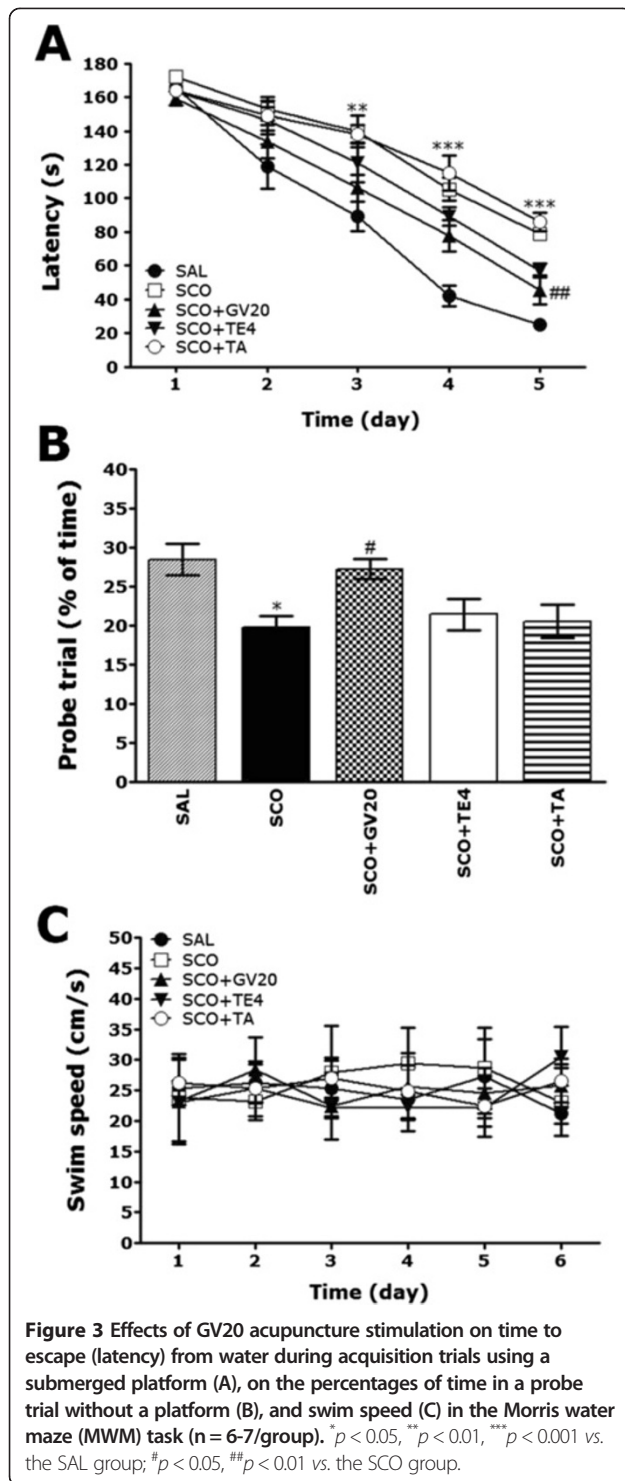 A
180
160
140
120
100
80
60
40
20
0
Latency (s)
**
***
***
##
SAL
SCO
SCO+GV20
SCO+TE4
SCO+TA
1 2 3 4 5
Time (day)
B
40
35
30
25
20
15
10
5
0
Probe trial (% of time)
*
#
SAL
SCO
SCO+GV20
SCO+TE4
SCO+TA
C
50
45
40
35
30
25
20
15
10
5
0
Swim speed (cm/s)
SAL
SCO
SCO+GV20
SCO+TE4
SCO+TA
1 2 3 4 5 6
Time (day)
Figure 3 Effects of GV20 acupuncture stimulation on time to
escape (latency) from water during acquisition trials using a
submerged platform (A), on the percentages of time in a probe
trial without a platform (B), and swim speed (C) in the Morris water
maze (MWM) task (n = 6-7/group). *p < 0.05, **p < 0.01, ***p < 0.001 vs.
the SAL group; #p < 0.05, ##p < 0.01 vs. the SCO group.